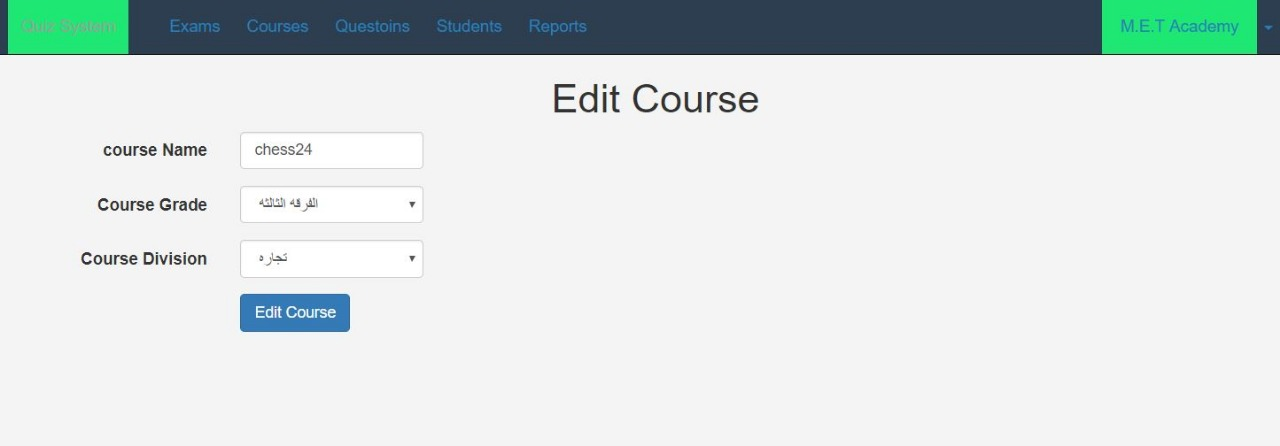 Quiz System Exams Courses Questoins Students Reports M.E.T Academy
Edit Course
course Name chess24
Course Grade الفرقه الثالثه
Course Division تجاره
Edit Course